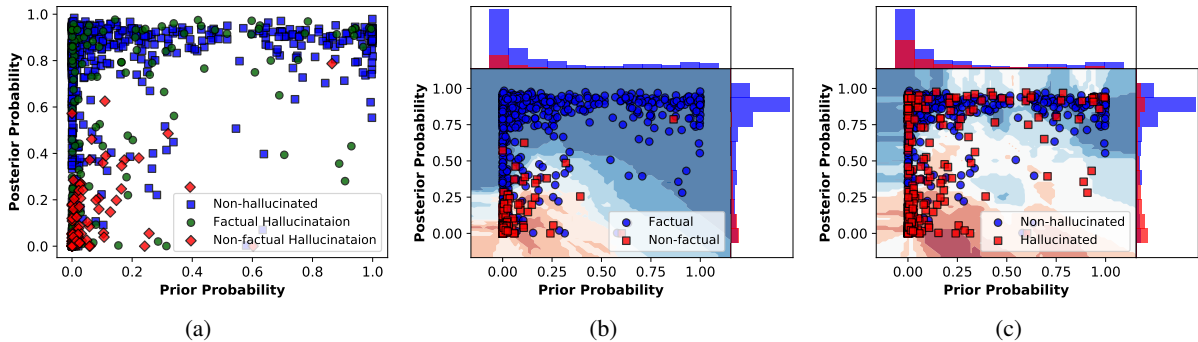 1.0
0.8
0.6
0.4
0.2
0.0
Posterior Probability
Non-hallucinated
Factual Hallucinataion
Non-factual Hallucinataion
0.0 0.2 0.4 0.6 0.8 1.0
Prior Probability
(a)
1.00
0.75
0.50
0.25
0.00
Posterior Probability
Factual
Non-factual
0.00 0.25 0.50 0.75 1.00
Prior Probability
(b)
1.00
0.75
0.50
0.25
0.00
Posterior Probability
Non-hallucinated
Hallucinated
0.00 0.25 0.50 0.75 1.00
Prior Probability
(c)